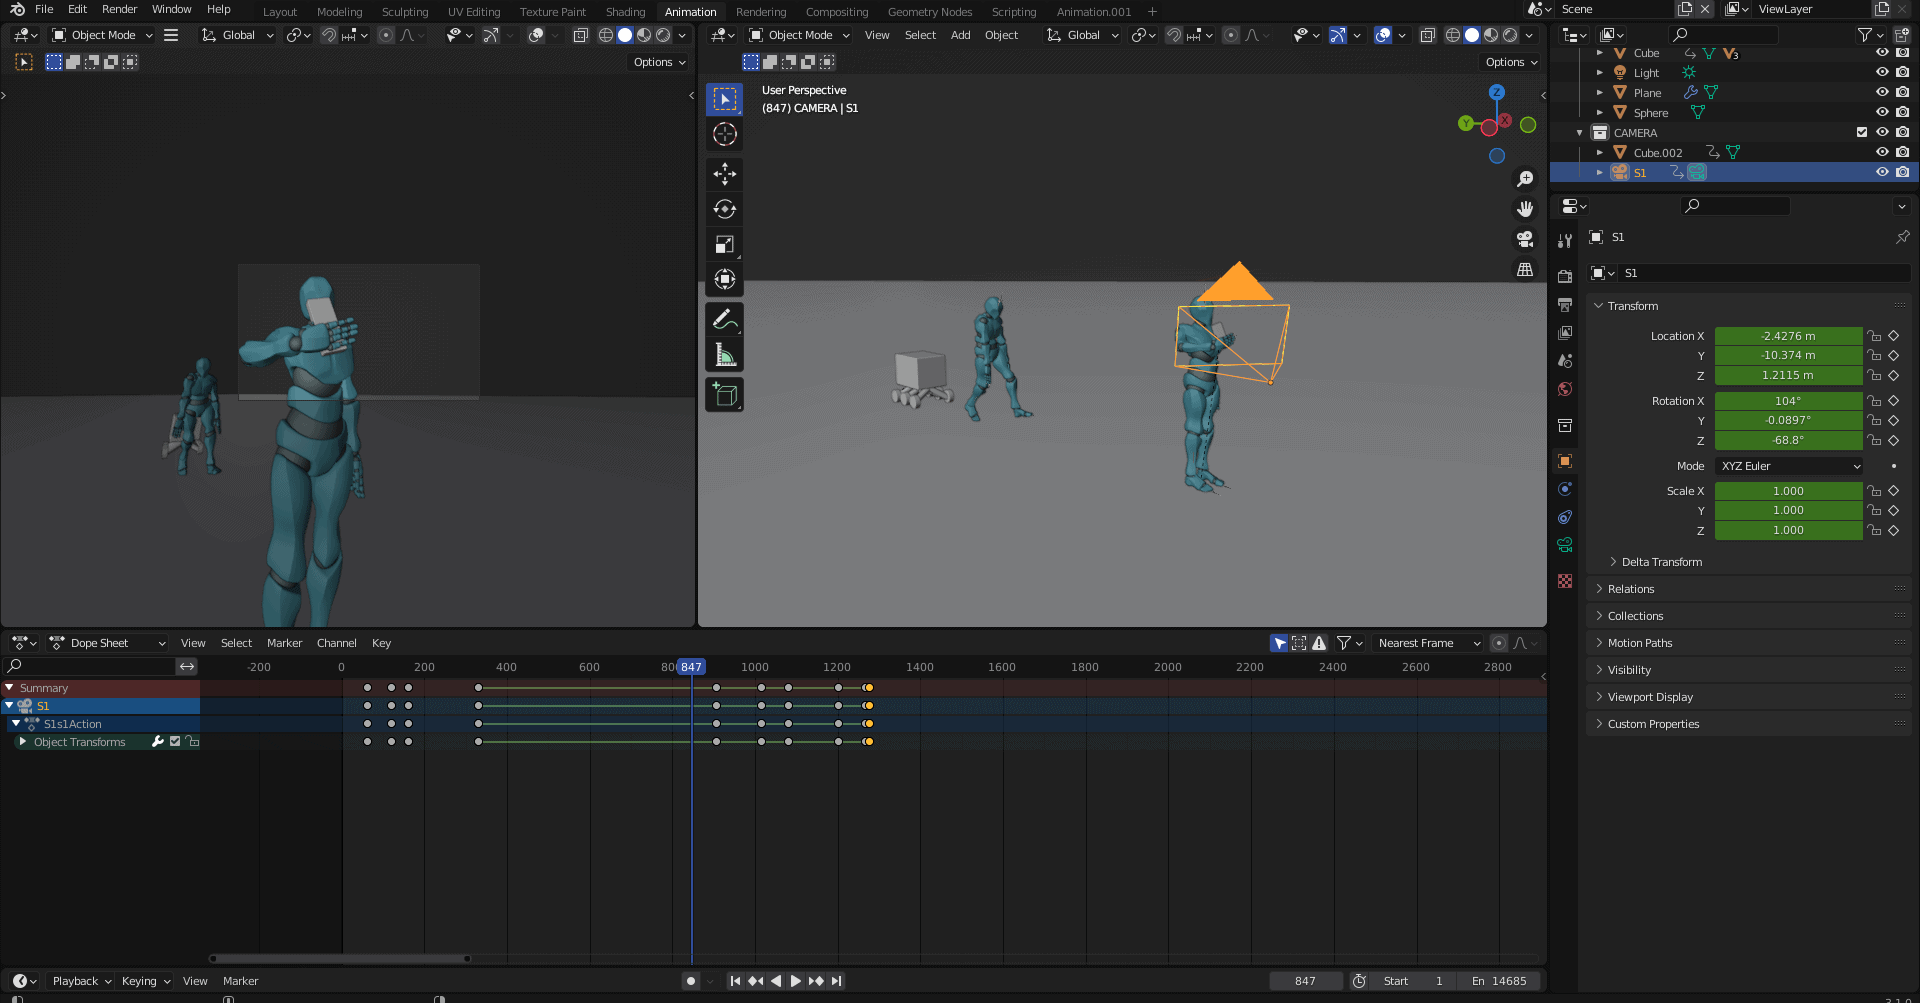 File Edit Render Window Help Layout Modeling Sculpting UV Editing Texture Paint Shading Animation Rendering Compositing Geometry Nodes Scripting Animation.001 Scene ViewLayer
Object Mode Global Object Mode View Select Add Object Global
Options Options
User Perspective
(847) CAMERA | S1
Z
Y
X
Cube 3
Light
Plane
Sphere
CAMERA
Cube.002
S1
S1
S1
Transform
Location X -2.4276 m
Y -10.374 m
Z 1.2115 m
Rotation X 104°
Y -0.0897°
Z -68.8°
Mode XYZ Euler
Scale X 1.000
Y 1.000
Z 1.000
Delta Transform
Relations
Collections
Motion Paths
Visibility
Viewport Display
Custom Properties
Dope Sheet View Select Marker Channel Key Nearest Frame
-200 0 200 400 600 80 847 1000 1200 1400 1600 1800 2000 2200 2400 2600 2800
Summary
S1
S1s1Action
Object Transforms
Playback Keying View Marker 847 Start 1 En 14685